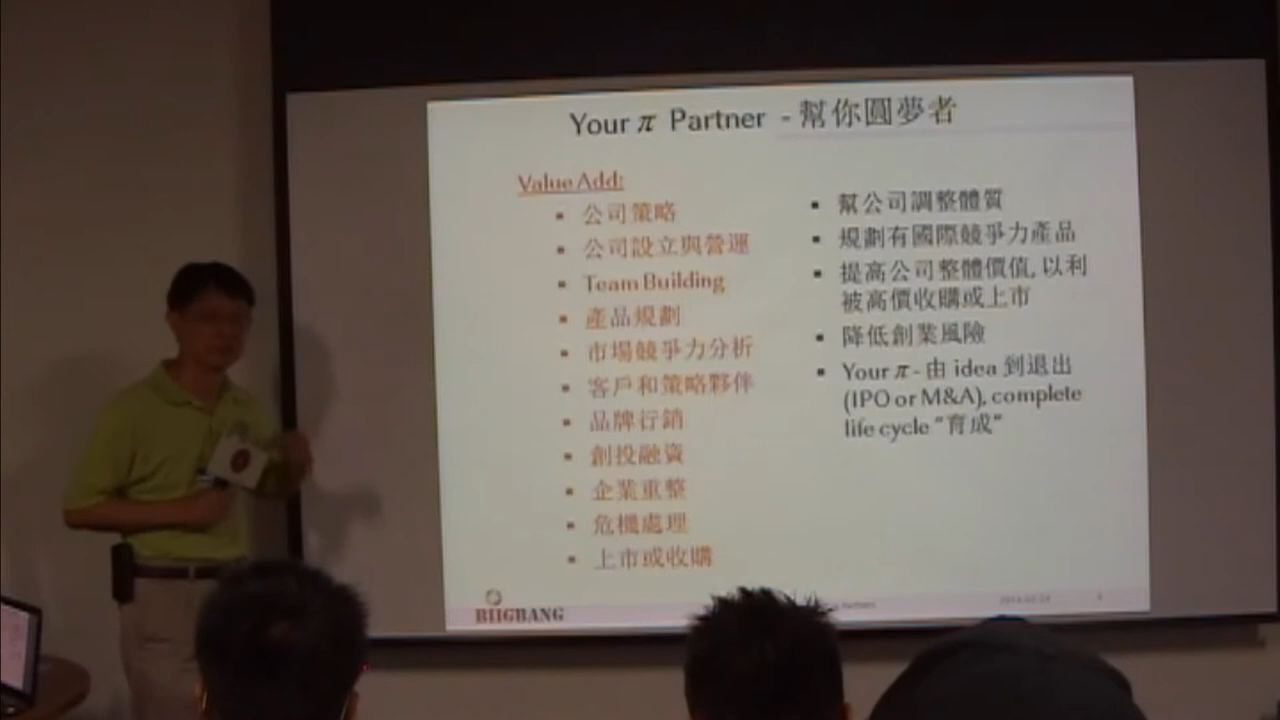 Your π Partner - 幫你圓夢者
Value Add:
▪ 公司策略
▪ 公司設立與營運
▪ Team Building
▪ 產品規劃
▪ 市場競爭力分析
▪ 客戶和策略夥伴
▪ 品牌行銷
▪ 創投融資
▪ 企業重整
▪ 危機處理
▪ 上市或收購
▪ 幫公司調整體質
▪ 規劃有國際競爭力產品
▪ 提高公司整體價值, 以利
被高價收購或上市
▪ 降低創業風險
▪ Your π - 由 idea 到退出
(IPO or M&A), complete
life cycle “育成”
BIIGBANG